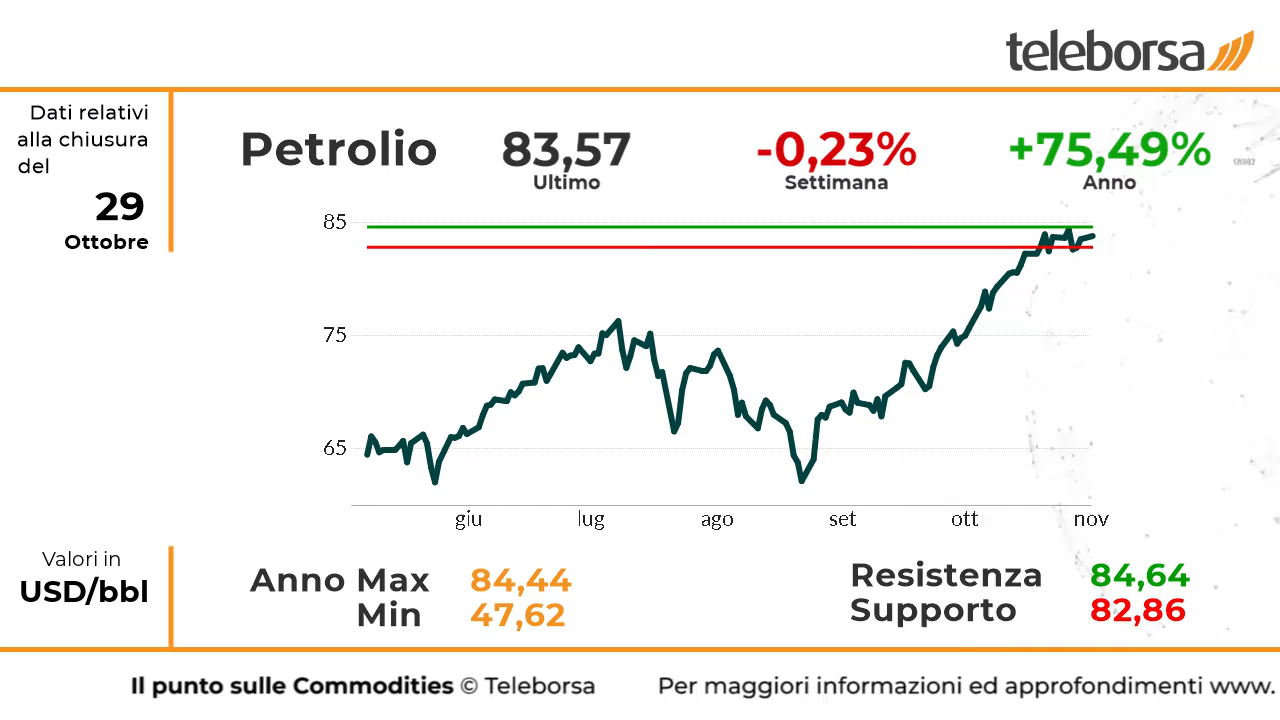 teleborsa
Dati relativi
alla chiusura
del
29
Ottobre
Petrolio 83,57 -0,23% +75,49%
Ultimo Settimana Anno
85
75
65
giu lug ago set ott nov
Valori in
USD/bbl
Anno Max 84,44
Min 47,62
Resistenza 84,64
Supporto 82,86
Il punto sulle Commodities © Teleborsa Per maggiori informazioni ed approfondimenti www.